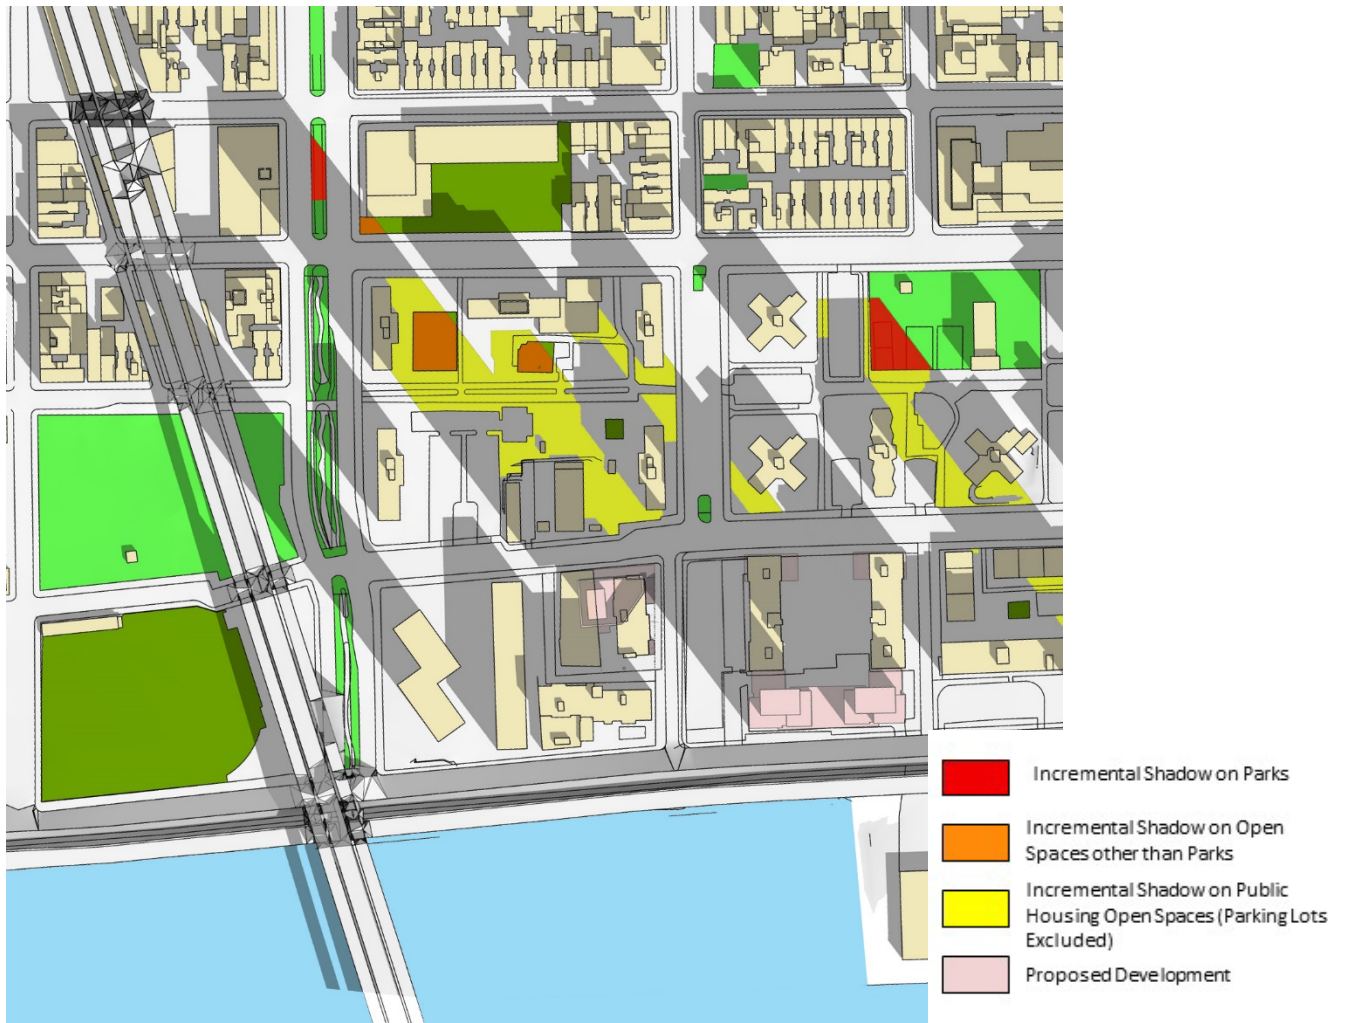 Incremental Shadow on Parks
Incremental Shadow on Open
Spaces other than Parks
Incremental Shadow on Public
Housing Open Spaces (Parking Lots
Excluded)
Proposed Development